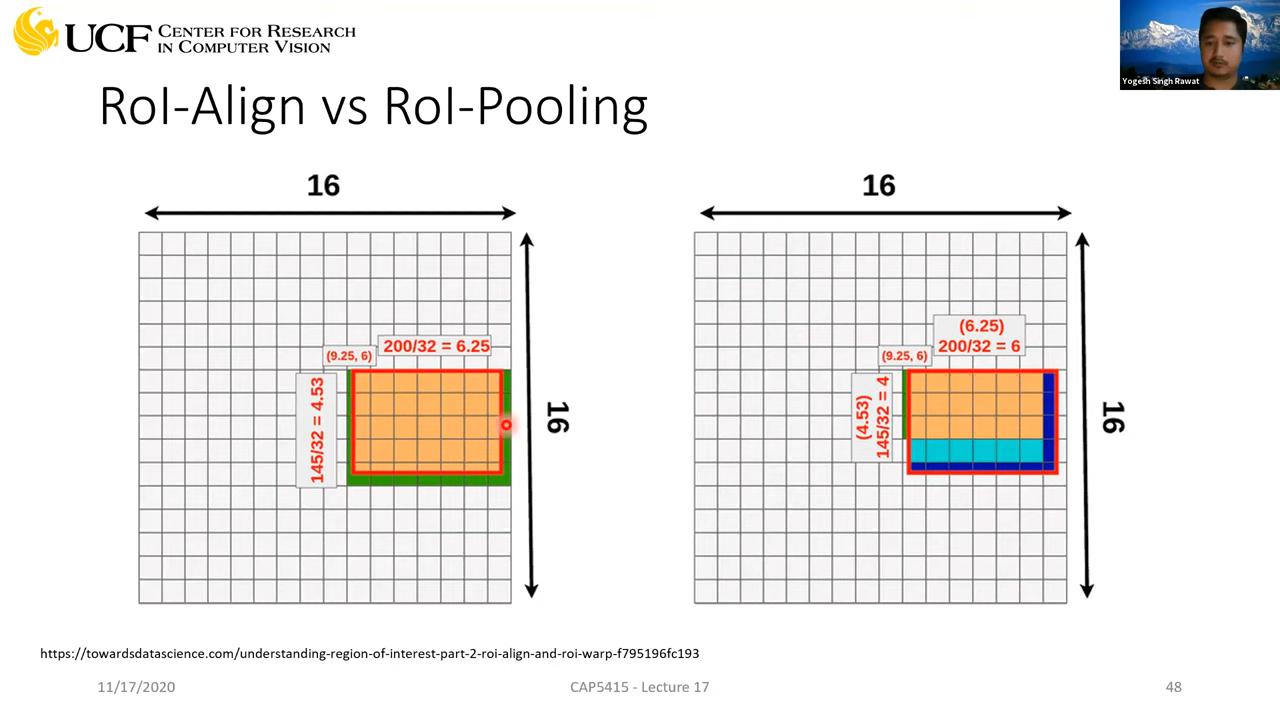 UCF CENTER FOR RESEARCH
IN COMPUTER VISION
Yogesh Singh Rawat
RoI-Align vs RoI-Pooling
16
16
(9.25, 6)
200/32 = 6.25
145/32 = 4.53
16
(6.25)
200/32 = 6
(9.25, 6)
(4.53)
145/32 = 4
16
https://towardsdatascience.com/understanding-region-of-interest-part-2-roi-align-and-roi-warp-f795196fc193
11/17/2020
CAP5415 - Lecture 17
48